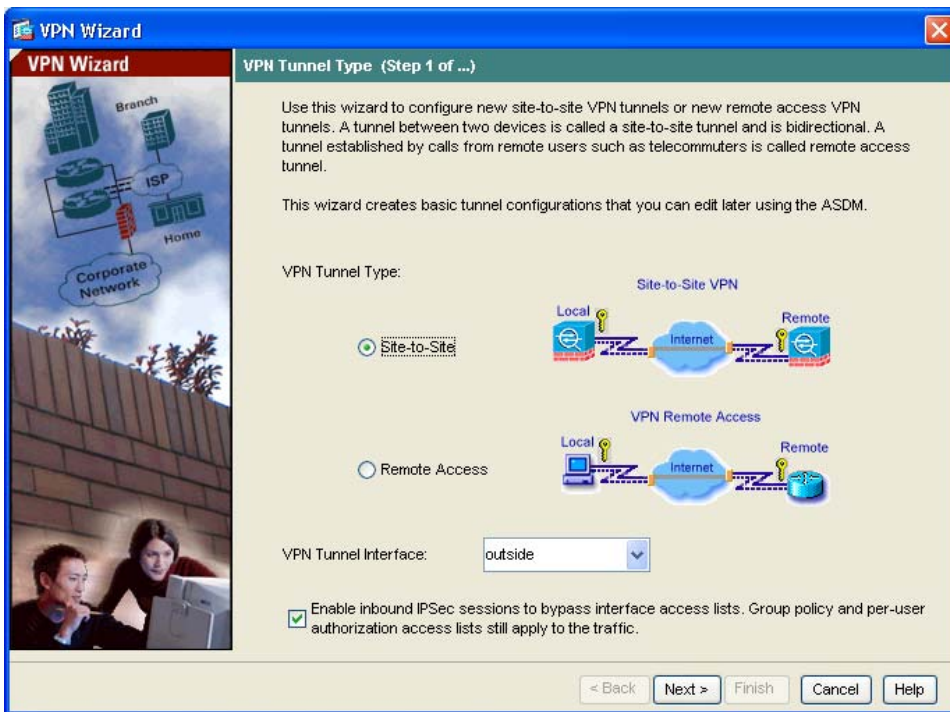 VPN Wizard
VPN Wizard
Branch
ISP
Home
Corporate
Network
VPN Tunnel Type (Step 1 of ...)
Use this wizard to configure new site-to-site VPN tunnels or new remote access VPN
tunnels. A tunnel between two devices is called a site-to-site tunnel and is bidirectional. A
tunnel established by calls from remote users such as telecommuters is called remote access
tunnel.
This wizard creates basic tunnel configurations that you can edit later using the ASDM.
VPN Tunnel Type:
Site-to-Site VPN
Local
Remote
Site-to-Site
Internet
VPN Remote Access
Local
Remote
Remote Access
Internet
VPN Tunnel Interface:
outside
Enable inbound IPSec sessions to bypass interface access lists. Group policy and per-user
authorization access lists still apply to the traffic.
< Back
Next >
Finish
Cancel
Help